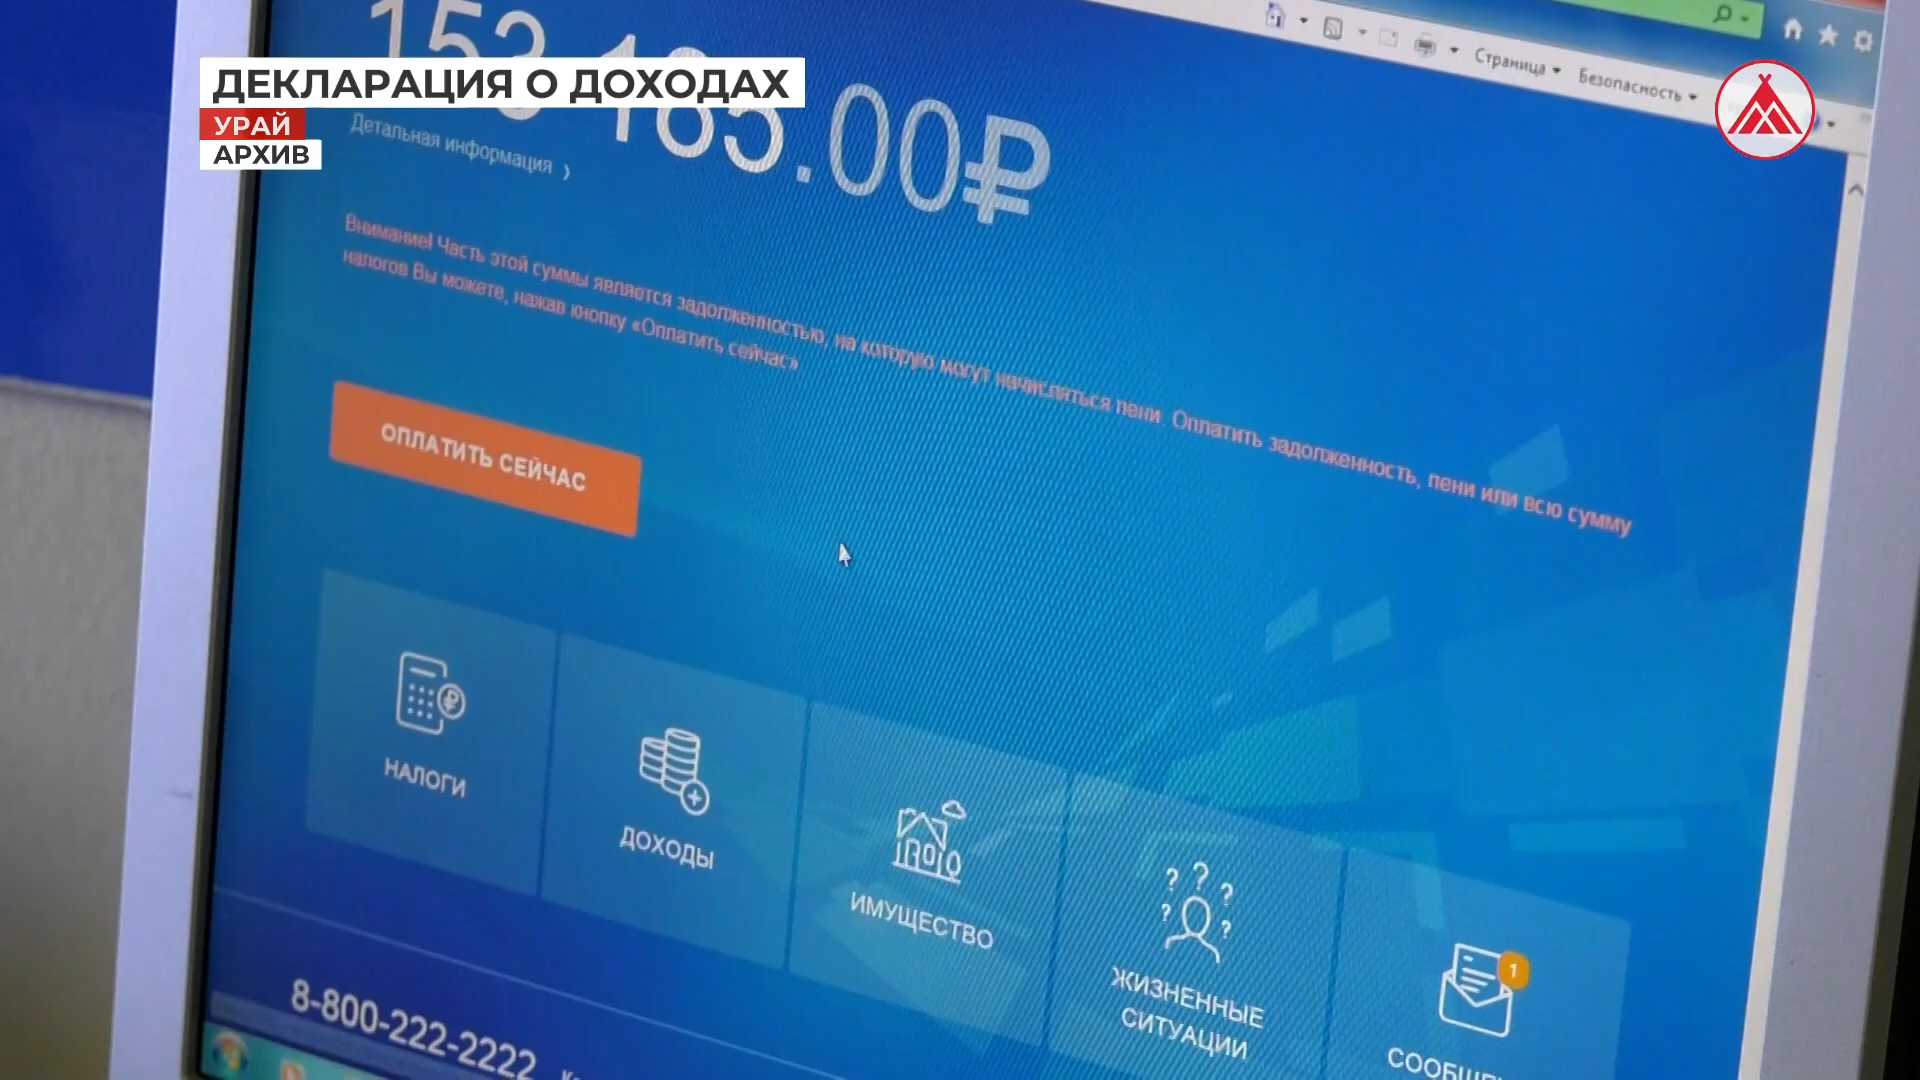 ДЕКЛАРАЦИЯ О ДОХОДАХ
УРАЙ
АРХИВ
Страница
Безопасность
.00₽
Детальная информация
Внимание! Часть этой суммы является задолженностью, на которую могут начисляться пени. Оплатить задолженность, пени или всю сумму
налогов Вы можете, нажав кнопку «Оплатить сейчас»
ОПЛАТИТЬ СЕЙЧАС
НАЛОГИ
ДОХОДЫ
ИМУЩЕСТВО
ЖИЗНЕННЫЕ
СИТУАЦИИ
1
8-800-222-2222